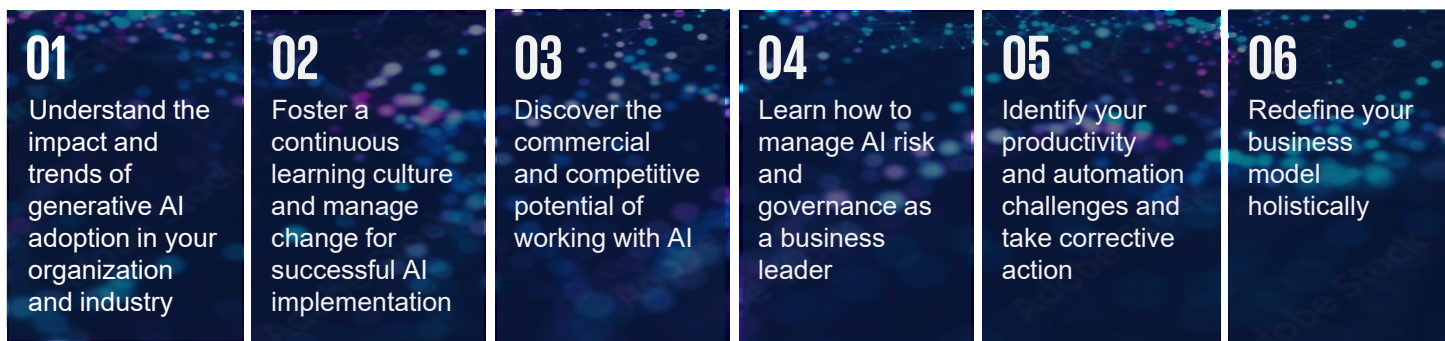 01
Understand the
impact and
trends of
generative AI
adoption in your
organization
and industry
02
Foster a
continuous
learning culture
and manage
change for
successful AI
implementation
03
Discover the
commercial
and competitive
potential of
working with AI
04
Learn how to
manage AI risk
and
governance as
a business
leader
05
Identify your
productivity
and automation
challenges and
take corrective
action
06
Redefine your
business
model
holistically